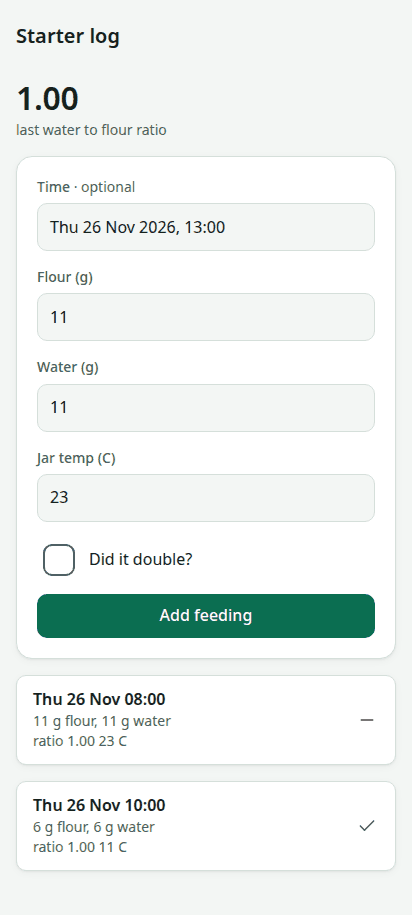 Starter log
1.00
last water to flour ratio
Time · optional
Thu 26 Nov 2026, 13:00
Flour (g)
11
Water (g)
11
Jar temp (C)
23
Did it double?
Add feeding
Thu 26 Nov 08:00
11 g flour, 11 g water
ratio 1.00 23 C
Thu 26 Nov 10:00
6 g flour, 6 g water
ratio 1.00 11 C